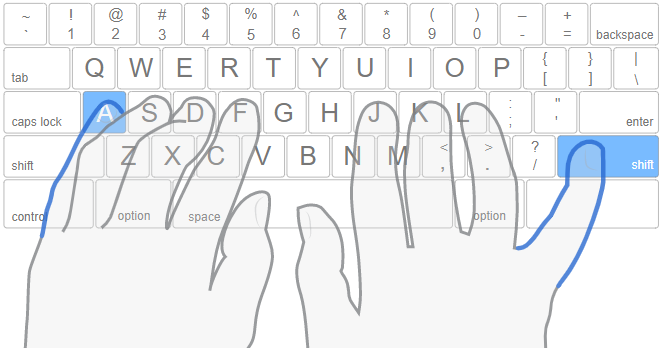 ~ ! @ # $ % ^ & * ( ) – +
` 1 2 3 4 5 6 7 8 9 0 - = backspace
tab Q W E R T Y U I O P { [ } ] | \
caps lock A S D F G H J K L : ; " ' enter
shift Z X C V B N M < , > . ? / shift
control option space option